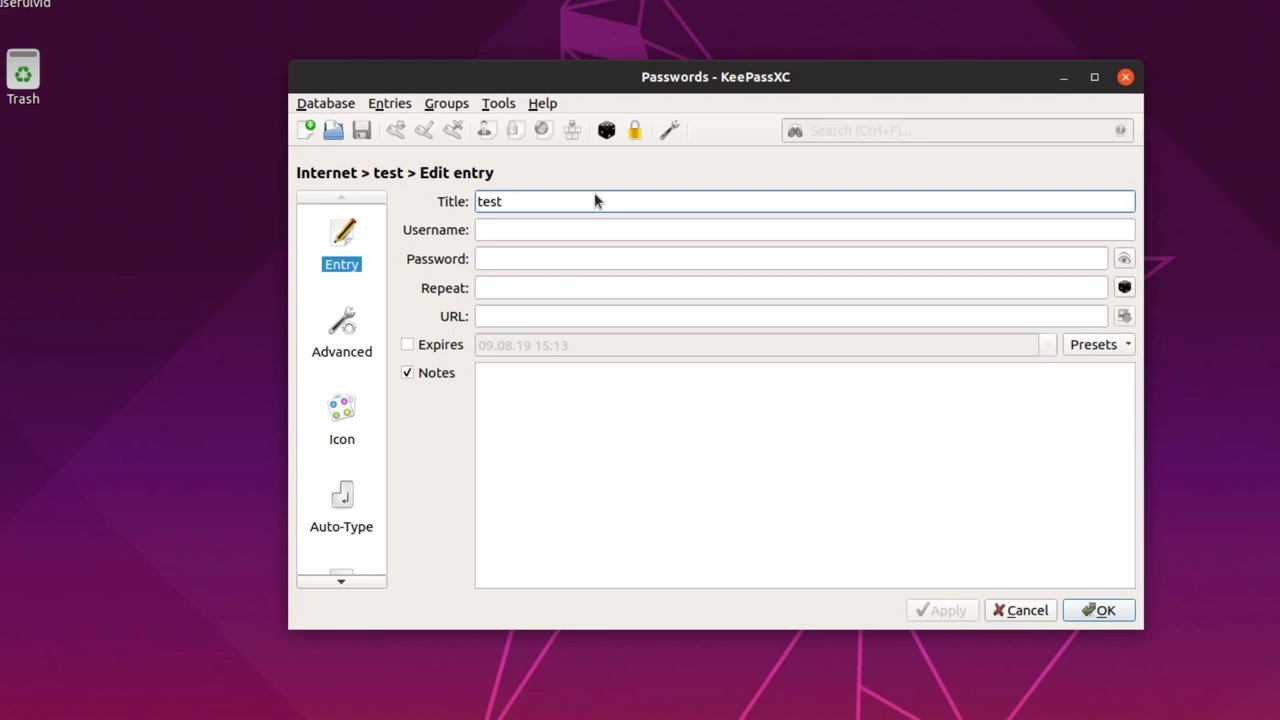 usefulvid
Trash
Passwords - KeePassXC
Database Entries Groups Tools Help
Search (Ctrl+F)...
Internet > test > Edit entry
Title: test
Username:
Password:
Repeat:
URL:
Expires 09.08.19 15:13 Presets
Notes
Entry
Advanced
Icon
Auto-Type
Apply Cancel OK